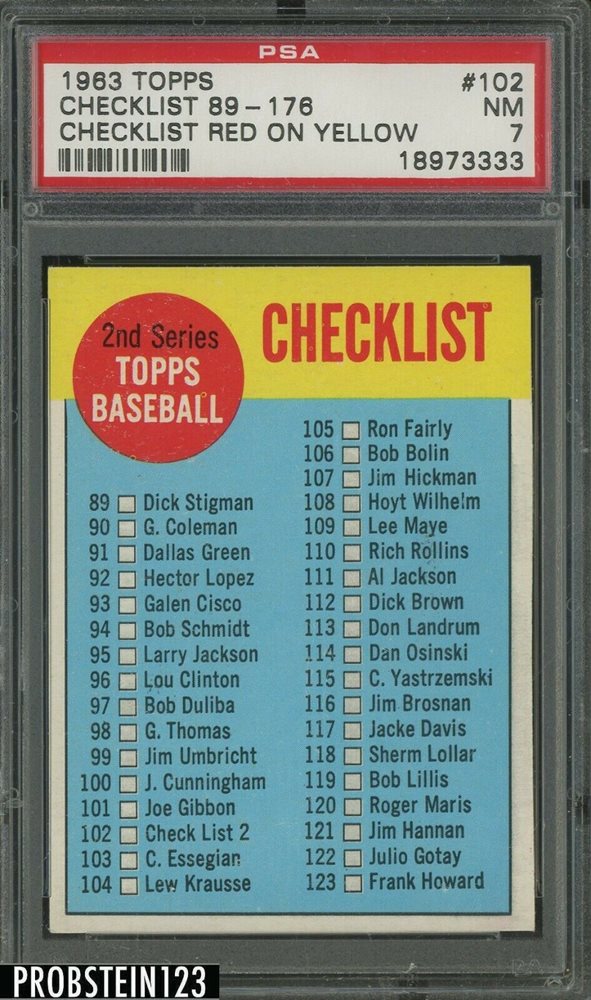 PSA
1963 TOPPS #102
CHECKLIST 89-176 NM
CHECKLIST RED ON YELLOW 7
18973333
2nd Series
TOPPS
BASEBALL
CHECKLIST
89 Dick Stigman
90 G. Coleman
91 Dallas Green
92 Hector Lopez
93 Galen Cisco
94 Bob Schmidt
95 Larry Jackson
96 Lou Clinton
97 Bob Duliba
98 G. Thomas
99 Jim Umbricht
100 J. Cunningham
101 Joe Gibbon
102 Check List 2
103 C. Essegian
104 Lew Krausse
105 Ron Fairly
106 Bob Bolin
107 Jim Hickman
108 Hoyt Wilhelm
109 Lee Maye
110 Rich Rollins
111 Al Jackson
112 Dick Brown
113 Don Landrum
114 Dan Osinski
115 C. Yastrzemski
116 Jim Brosnan
117 Jacke Davis
118 Sherm Lollar
119 Bob Lillis
120 Roger Maris
121 Jim Hannan
122 Julio Gotay
123 Frank Howard
PROBSTEIN123